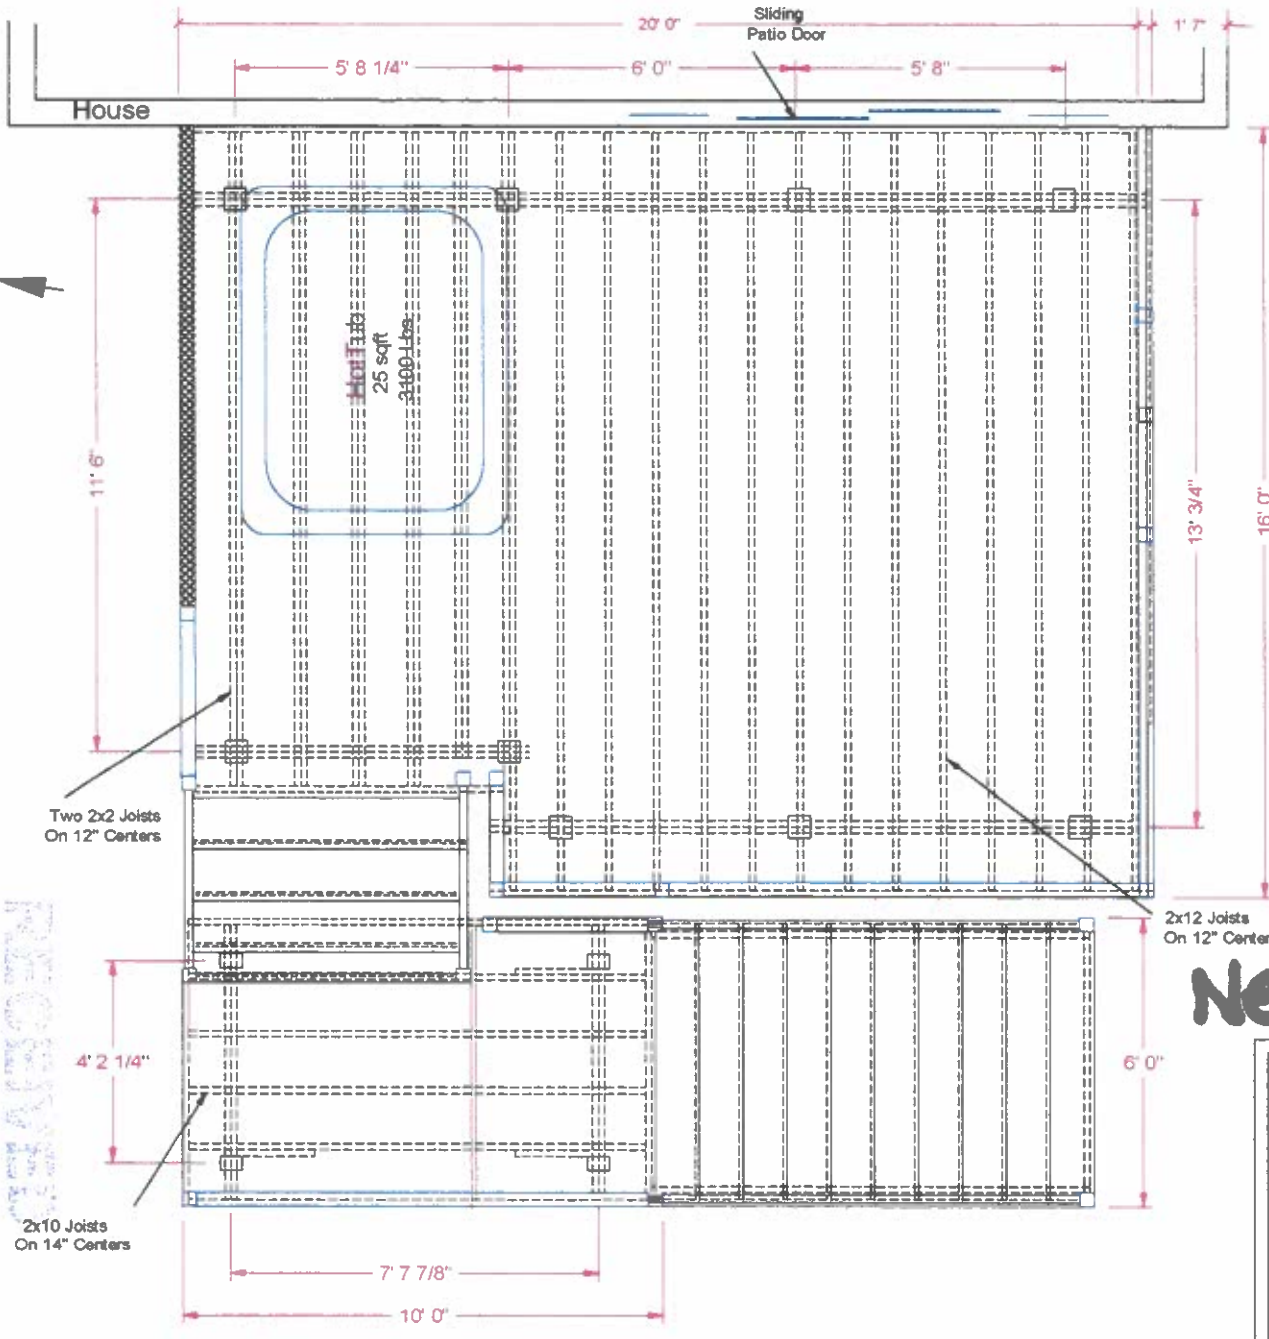 Sliding
Patio Door
20' 0"
1' 7"
5' 8 1/4"
6' 0"
5' 8"
House
Hot Tub
25 sqft
3100 Lbs
11' 6"
13' 3/4"
16' 0"
Two 2x2 Joists
On 12" Centers
2x12 Joists
On 12" Center
Ne
4' 2 1/4"
6' 0"
2x10 Joists
On 14" Centers
7' 7 7/8"
10' 0"
RECEIVED